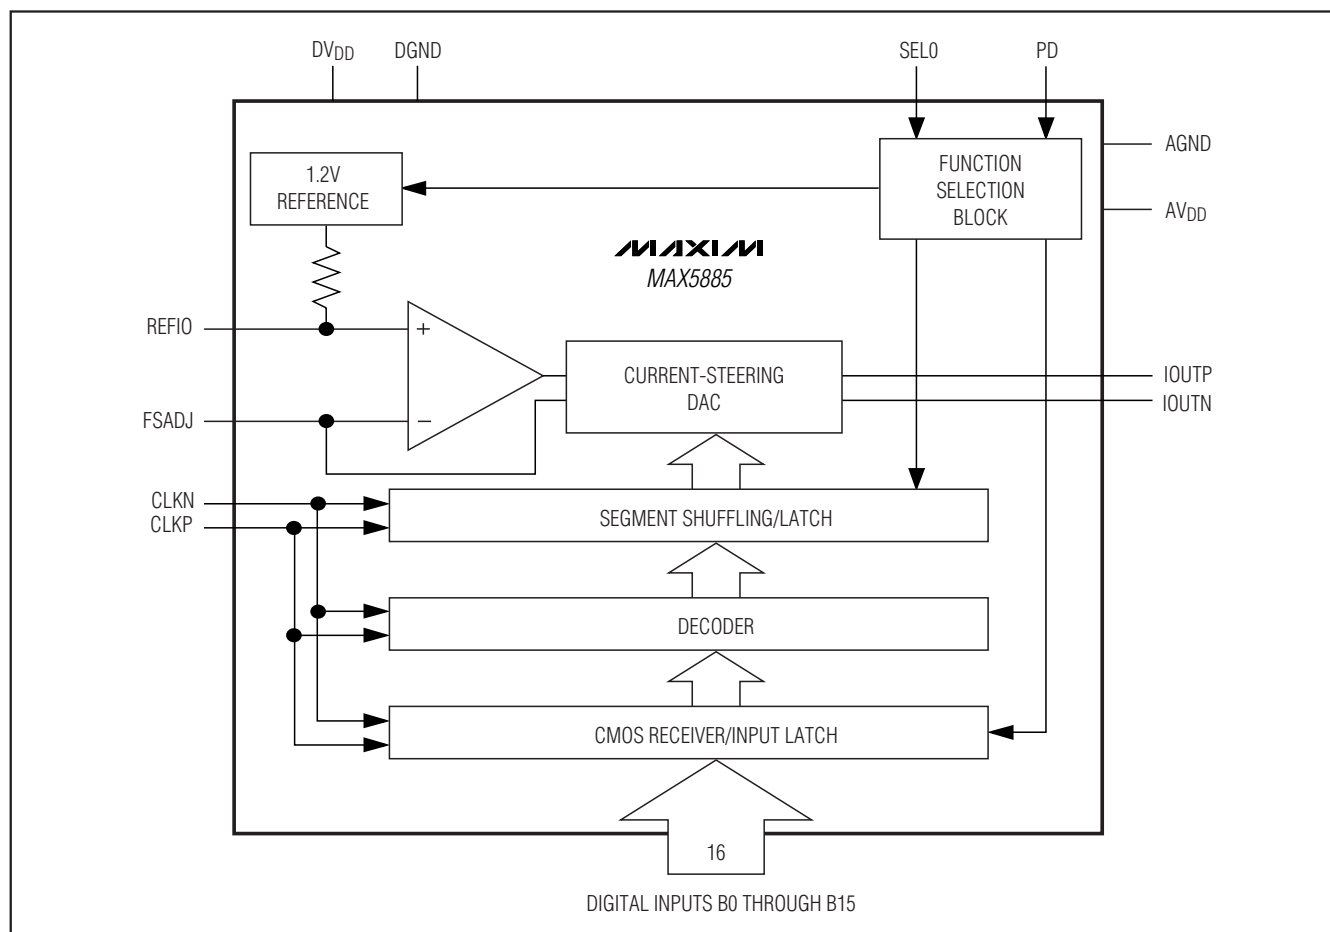 DVDD
DGND
SEL0
PD
AGND
AVDD
1.2V
REFERENCE
FUNCTION
SELECTION
BLOCK
MAXIM
MAX5885
REFIO
+
CURRENT-STEERING
DAC
IOUTP
IOUTN
FSADJ
−
CLKN
CLKP
SEGMENT SHUFFLING/LATCH
DECODER
CMOS RECEIVER/INPUT LATCH
16
DIGITAL INPUTS B0 THROUGH B15